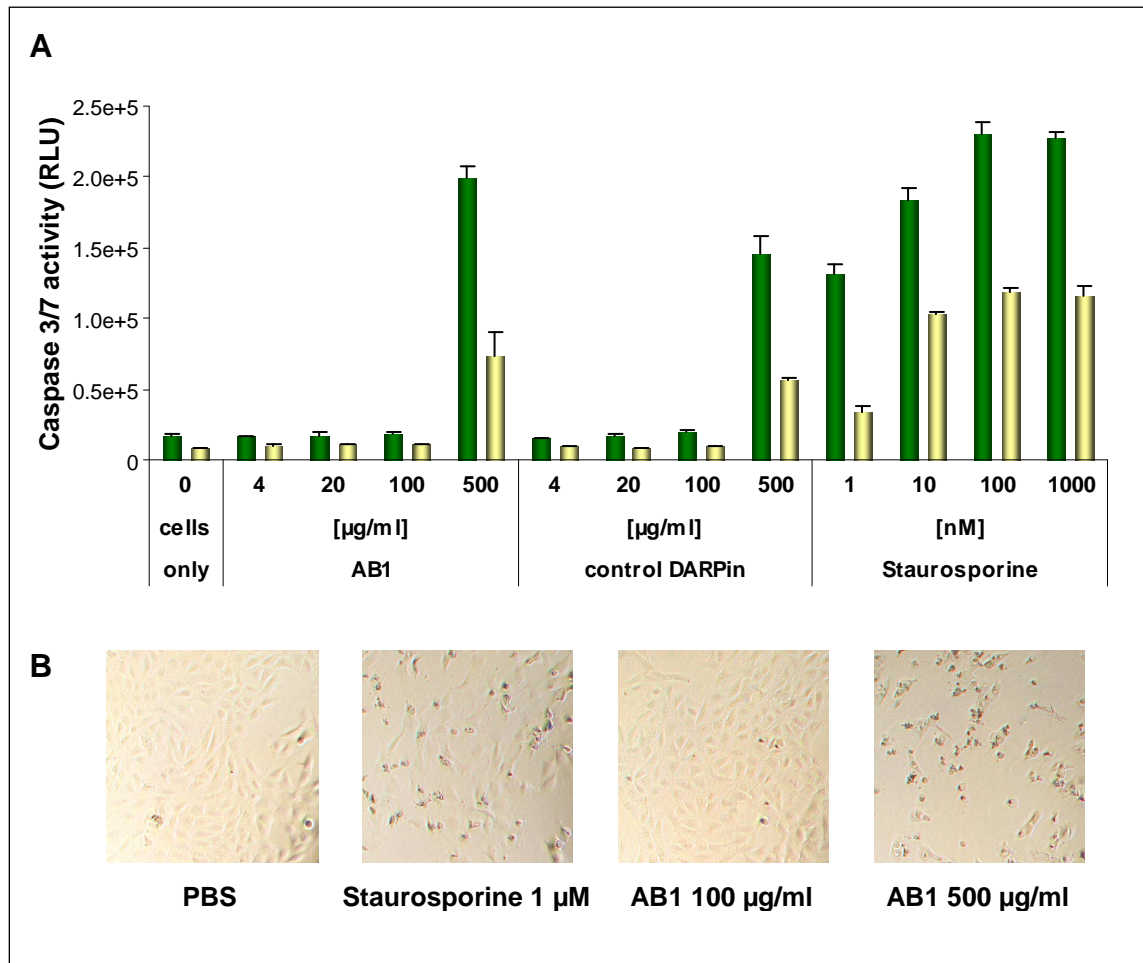 A
Caspase 3/7 activity (RLU)
2.5e+5
2.0e+5
1.5e+5
1.0e+5
0.5e+5
0
0 4 20 100 500 4 20 100 500 1 10 100 1000
cells [µg/ml] [µg/ml] [nM]
only AB1 control DARPin Staurosporine
B
PBS Staurosporine 1 µM AB1 100 µg/ml AB1 500 µg/ml